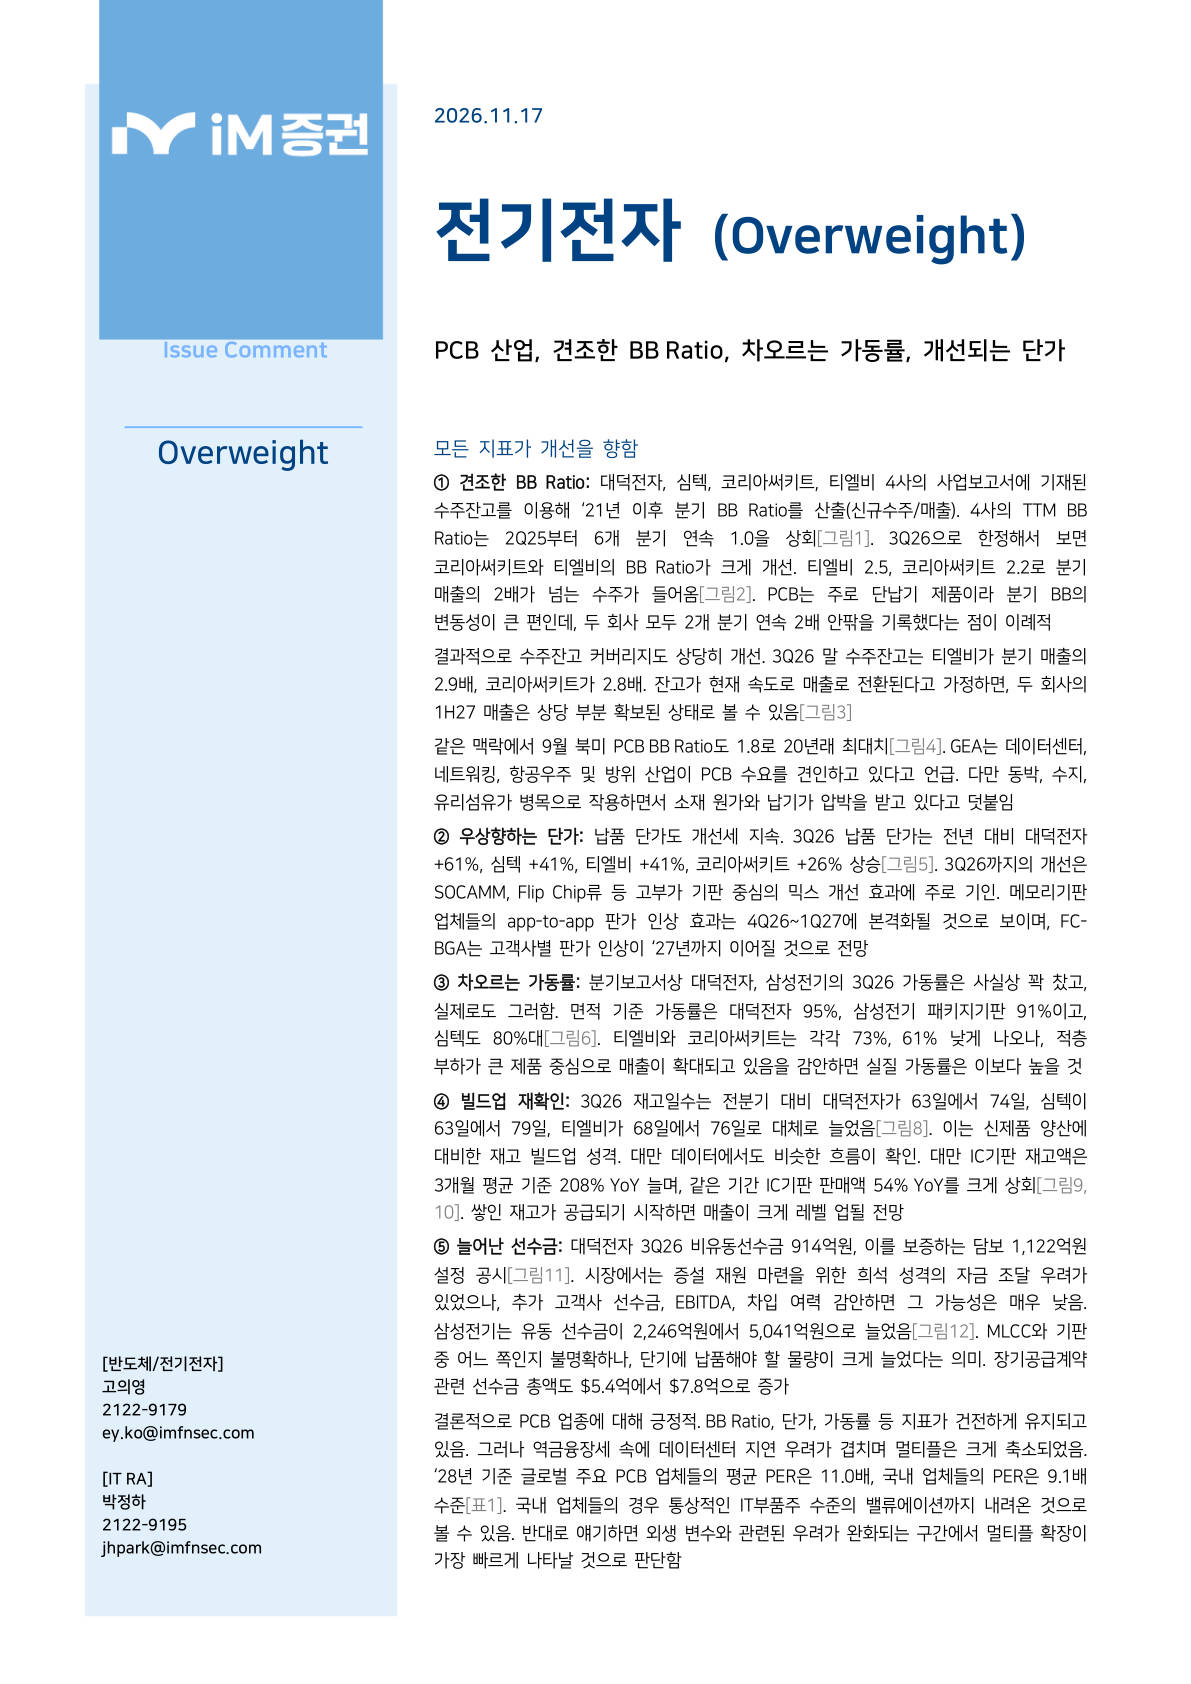 iM증권
2026.11.17
전기전자 (Overweight)
Issue Comment
PCB 산업, 견조한 BB Ratio, 차오르는 가동률, 개선되는 단가
Overweight
모든 지표가 개선을 향함
① 견조한 BB Ratio: 대덕전자, 심텍, 코리아써키트, 티엘비 4사의 사업보고서에 기재된
수주잔고를 이용해 ‘21년 이후 분기 BB Ratio를 산출(신규수주/매출). 4사의 TTM BB
Ratio는 2Q25부터 6개 분기 연속 1.0을 상회[그림1]. 3Q26으로 한정해서 보면
코리아써키트와 티엘비의 BB Ratio가 크게 개선. 티엘비 2.5, 코리아써키트 2.2로 분기
매출의 2배가 넘는 수주가 들어옴[그림2]. PCB는 주로 단납기 제품이라 분기 BB의
변동성이 큰 편인데, 두 회사 모두 2개 분기 연속 2배 안팎을 기록했다는 점이 이례적
결과적으로 수주잔고 커버리지도 상당히 개선. 3Q26 말 수주잔고는 티엘비가 분기 매출의
2.9배, 코리아써키트가 2.8배. 잔고가 현재 속도로 매출로 전환된다고 가정하면, 두 회사의
1H27 매출은 상당 부분 확보된 상태로 볼 수 있음[그림3]
같은 맥락에서 9월 북미 PCB BB Ratio도 1.8로 20년래 최대치[그림4]. GEA는 데이터센터,
네트워킹, 항공우주 및 방위 산업이 PCB 수요를 견인하고 있다고 언급. 다만 동박, 수지,
유리섬유가 병목으로 작용하면서 소재 원가와 납기가 압박을 받고 있다고 덧붙임
② 우상향하는 단가: 납품 단가도 개선세 지속. 3Q26 납품 단가는 전년 대비 대덕전자
+61%, 심텍 +41%, 티엘비 +41%, 코리아써키트 +26% 상승[그림5]. 3Q26까지의 개선은
SOCAMM, Flip Chip류 등 고부가 기판 중심의 믹스 개선 효과에 주로 기인. 메모리기판
업체들의 app-to-app 판가 인상 효과는 4Q26~1Q27에 본격화될 것으로 보이며, FC-
BGA는 고객사별 판가 인상이 ‘27년까지 이어질 것으로 전망
③ 차오르는 가동률: 분기보고서상 대덕전자, 삼성전기의 3Q26 가동률은 사실상 꽉 찼고,
실제로도 그러함. 면적 기준 가동률은 대덕전자 95%, 삼성전기 패키지기판 91%이고,
심텍도 80%대[그림6]. 티엘비와 코리아써키트는 각각 73%, 61% 낮게 나오나, 적층
부하가 큰 제품 중심으로 매출이 확대되고 있음을 감안하면 실질 가동률은 이보다 높을 것
④ 빌드업 재확인: 3Q26 재고일수는 전분기 대비 대덕전자가 63일에서 74일, 심텍이
63일에서 79일, 티엘비가 68일에서 76일로 대체로 늘었음[그림8]. 이는 신제품 양산에
대비한 재고 빌드업 성격. 대만 데이터에서도 비슷한 흐름이 확인. 대만 IC기판 재고액은
3개월 평균 기준 208% YoY 늘며, 같은 기간 IC기판 판매액 54% YoY를 크게 상회[그림9,
10]. 쌓인 재고가 공급되기 시작하면 매출이 크게 레벨 업될 전망
⑤ 늘어난 선수금: 대덕전자 3Q26 비유동선수금 914억원, 이를 보증하는 담보 1,122억원
설정 공시[그림11]. 시장에서는 증설 재원 마련을 위한 희석 성격의 자금 조달 우려가
있었으나, 추가 고객사 선수금, EBITDA, 차입 여력 감안하면 그 가능성은 매우 낮음.
삼성전기는 유동 선수금이 2,246억원에서 5,041억원으로 늘었음[그림12]. MLCC와 기판
중 어느 쪽인지 불명확하나, 단기에 납품해야 할 물량이 크게 늘었다는 의미. 장기공급계약
관련 선수금 총액도 $5.4억에서 $7.8억으로 증가
결론적으로 PCB 업종에 대해 긍정적. BB Ratio, 단가, 가동률 등 지표가 건전하게 유지되고
있음. 그러나 역금융장세 속에 데이터센터 지연 우려가 겹치며 멀티플은 크게 축소되었음.
‘28년 기준 글로벌 주요 PCB 업체들의 평균 PER은 11.0배, 국내 업체들의 PER은 9.1배
수준[표1]. 국내 업체들의 경우 통상적인 IT부품주 수준의 밸류에이션까지 내려온 것으로
볼 수 있음. 반대로 얘기하면 외생 변수와 관련된 우려가 완화되는 구간에서 멀티플 확장이
가장 빠르게 나타날 것으로 판단함
[반도체/전기전자]
고의영
2122-9179
ey.ko@imfnsec.com
[IT RA]
박정하
2122-9195
jhpark@imfnsec.com